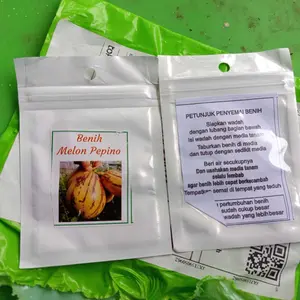 Benih
Melon Pepino
PETUNJUK PENYEMAI BENIH
Siapkan wadah
dengan lubang bagian bawah
Isi wadah dengan media tanam
Taburkan benih di media
dan tutup dengan sedikit media
Beri air secukupnya
Dan usahakan media tanam
selalu lembab
agar benih lebih cepat berkecambah
semai di tempat yang teduh
pertumbuhan benih
sudah cukup besar
wadah yang lebih besar